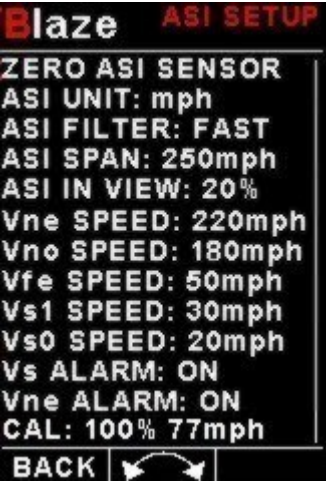 Blaze ASI SETUP
ZERO ASI SENSOR
ASI UNIT: mph
ASI FILTER: FAST
ASI SPAN: 250mph
ASI IN VIEW: 20%
Vne SPEED: 220mph
Vno SPEED: 180mph
Vfe SPEED: 50mph
Vs1 SPEED: 30mph
Vs0 SPEED: 20mph
Vs ALARM: ON
Vne ALARM: ON
CAL: 100% 77mph
BACK